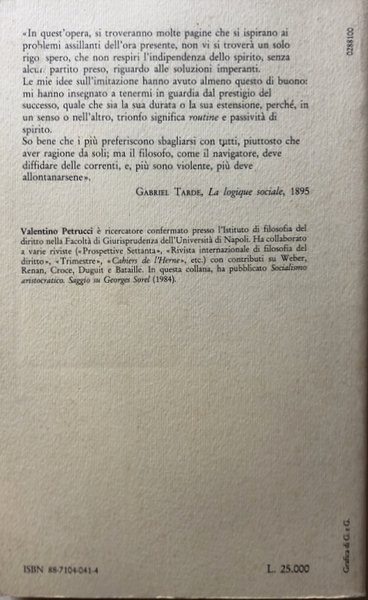 «In quest'opera, si troveranno molte pagine che si ispirano ai
problemi assillanti dell'ora presente, non vi si troverà un solo
rigo, spero, che non respiri l'indipendenza dello spirito, senza
alcun partito preso, riguardo alle soluzioni imperanti.
Le mie idee sull'imitazione hanno avuto almeno questo di buono:
mi hanno insegnato a tenermi in guardia dal prestigio del
successo, quale che sia la sua durata o la sua estensione, perché, in
un senso o nell'altro, trionfo significa routine e passività di
spirito.
So bene che i più preferiscono sbagliarsi con tutti, piuttosto che
aver ragione da soli; ma il filosofo, come il navigatore, deve
diffidare delle correnti, e, più sono violente, più deve
allontanarsene».
GABRIEL TARDE, La logique sociale, 1895
Valentino Petrucci è ricercatore confermato presso l'Istituto di filosofia del
diritto nella Facoltà di Giurisprudenza dell'Università di Napoli. Ha collaborato
a varie riviste («Prospettive Settanta», «Rivista internazionale di filosofia del
diritto», «Trimestre», «Cahiers de l'Herne», etc.) con contributi su Weber,
Renan, Croce, Duguit e Bataille. In questa collana, ha pubblicato Socialismo
aristocratico. Saggio su Georges Sorel (1984).
ISBN 88-7104-041-4
L. 25.000
0288100
Grafica di G. e G.